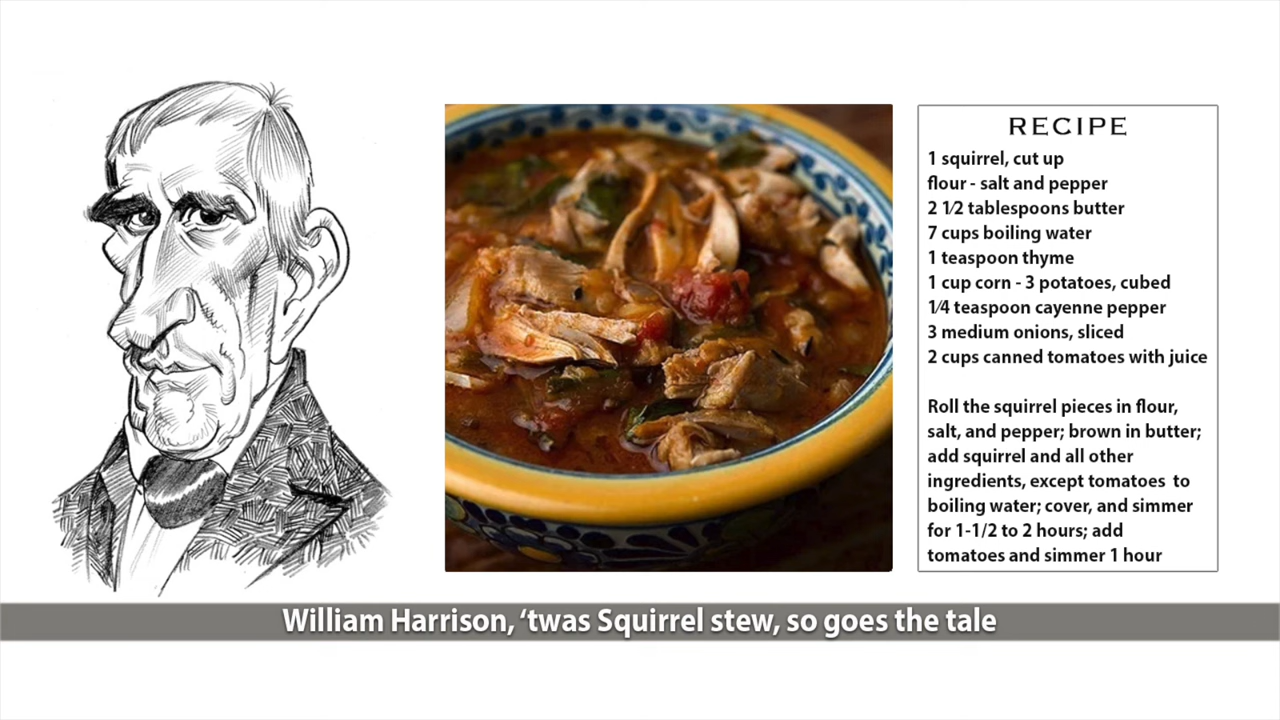 RECIPE
1 squirrel, cut up
flour - salt and pepper
2 1/2 tablespoons butter
7 cups boiling water
1 teaspoon thyme
1 cup corn - 3 potatoes, cubed
1/4 teaspoon cayenne pepper
3 medium onions, sliced
2 cups canned tomatoes with juice
Roll the squirrel pieces in flour,
salt, and pepper; brown in butter;
add squirrel and all other
ingredients, except tomatoes to
boiling water; cover, and simmer
for 1-1/2 to 2 hours; add
tomatoes and simmer 1 hour
William Harrison, ‘twas Squirrel stew, so goes the tale